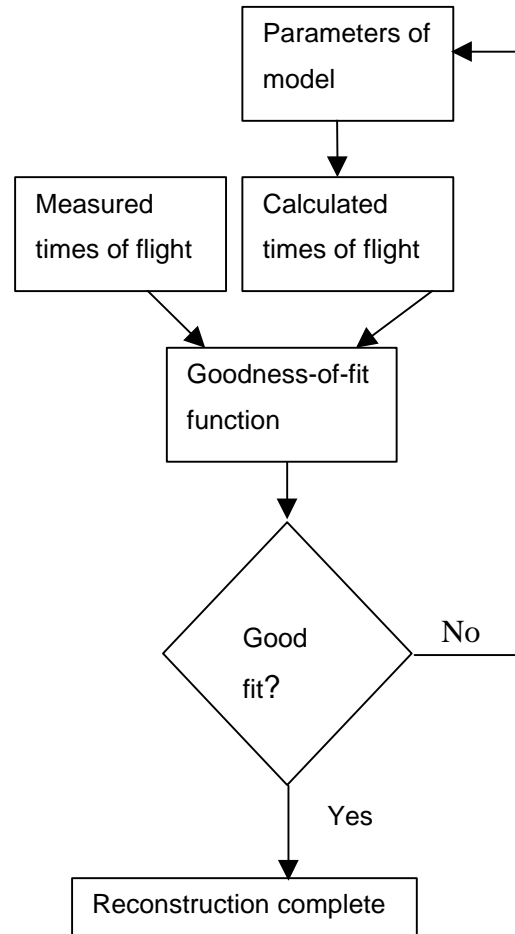 Parameters of
model
Measured
times of flight
Calculated
times of flight
Goodness-of-fit
function
Good
fit?
No
Yes
Reconstruction complete